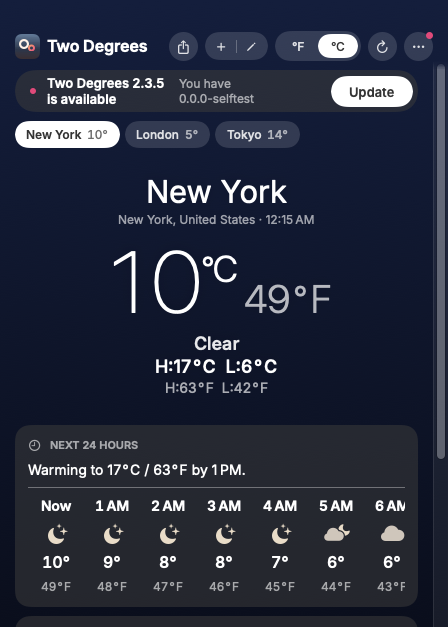 Two Degrees
°F
°C
Two Degrees 2.3.5 is available
You have 0.0.0-selftest
Update
New York 10°
London 5°
Tokyo 14°
New York
New York, United States · 12:15 AM
10°C 49°F
Clear
H:17°C L:6°C
H:63°F L:42°F
NEXT 24 HOURS
Warming to 17°C / 63°F by 1 PM.
Now 1 AM 2 AM 3 AM 4 AM 5 AM 6 AM
10° 9° 8° 8° 7° 6° 6°
49°F 48°F 47°F 46°F 45°F 44°F 43°F